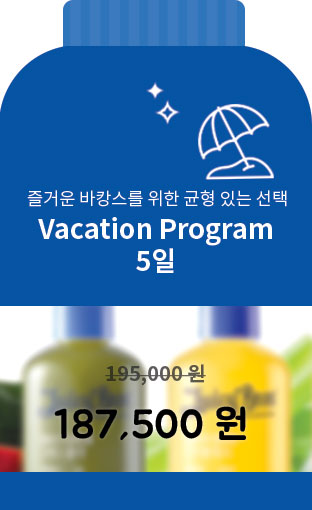 즐거운 바캉스를 위한 균형 있는 선택
Vacation Program
5일
195,000 원
187,500 원